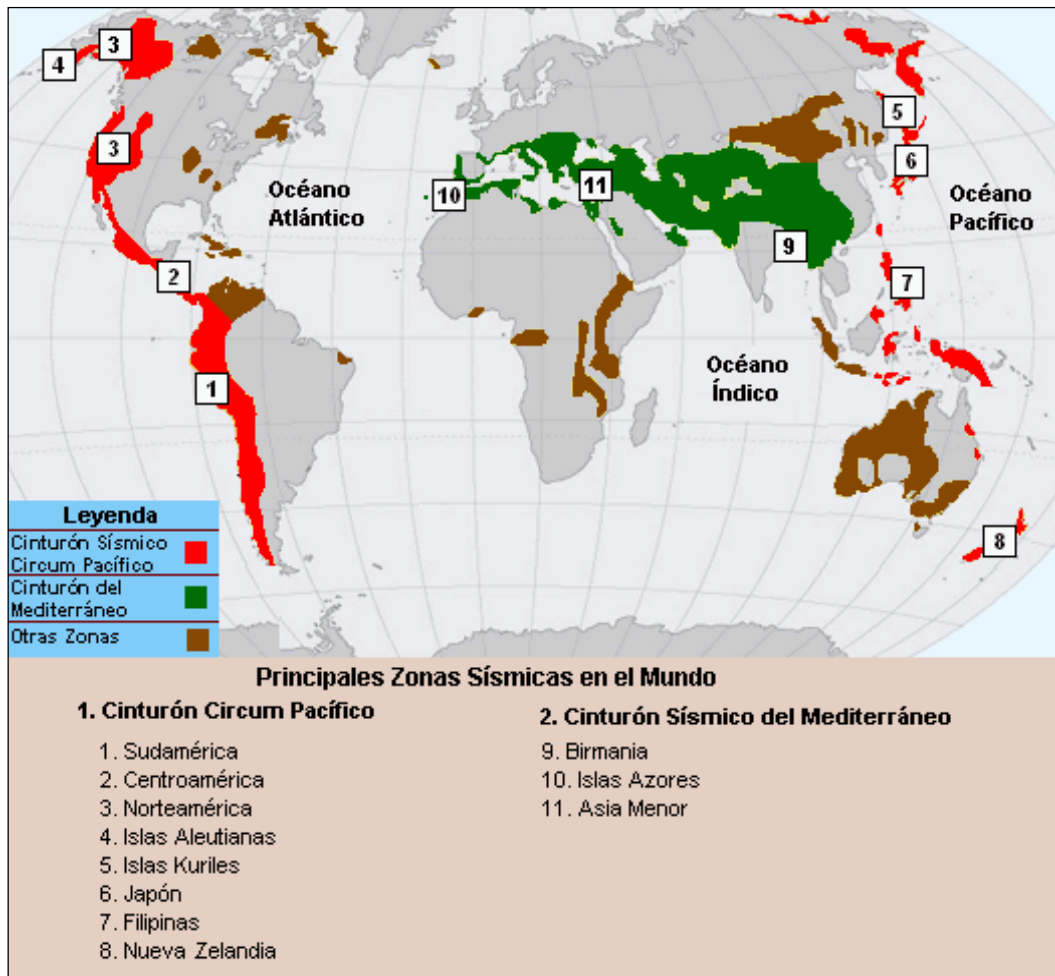 3
4
3
5
6
Océano
Atlántico
10
11
Océano
Pacífico
9
2
7
Océano
Índico
1
8
Leyenda
Cinturón Sísmico
Circum Pacífico
Cinturón del
Mediterráneo
Otras Zonas
Principales Zonas Sísmicas en el Mundo
1. Cinturón Circum Pacífico
1. Sudamérica
2. Centroamérica
3. Norteamérica
4. Islas Aleutianas
5. Islas Kuriles
6. Japón
7. Filipinas
8. Nueva Zelandia
2. Cinturón Sísmico del Mediterráneo
9. Birmania
10. Islas Azores
11. Asia Menor